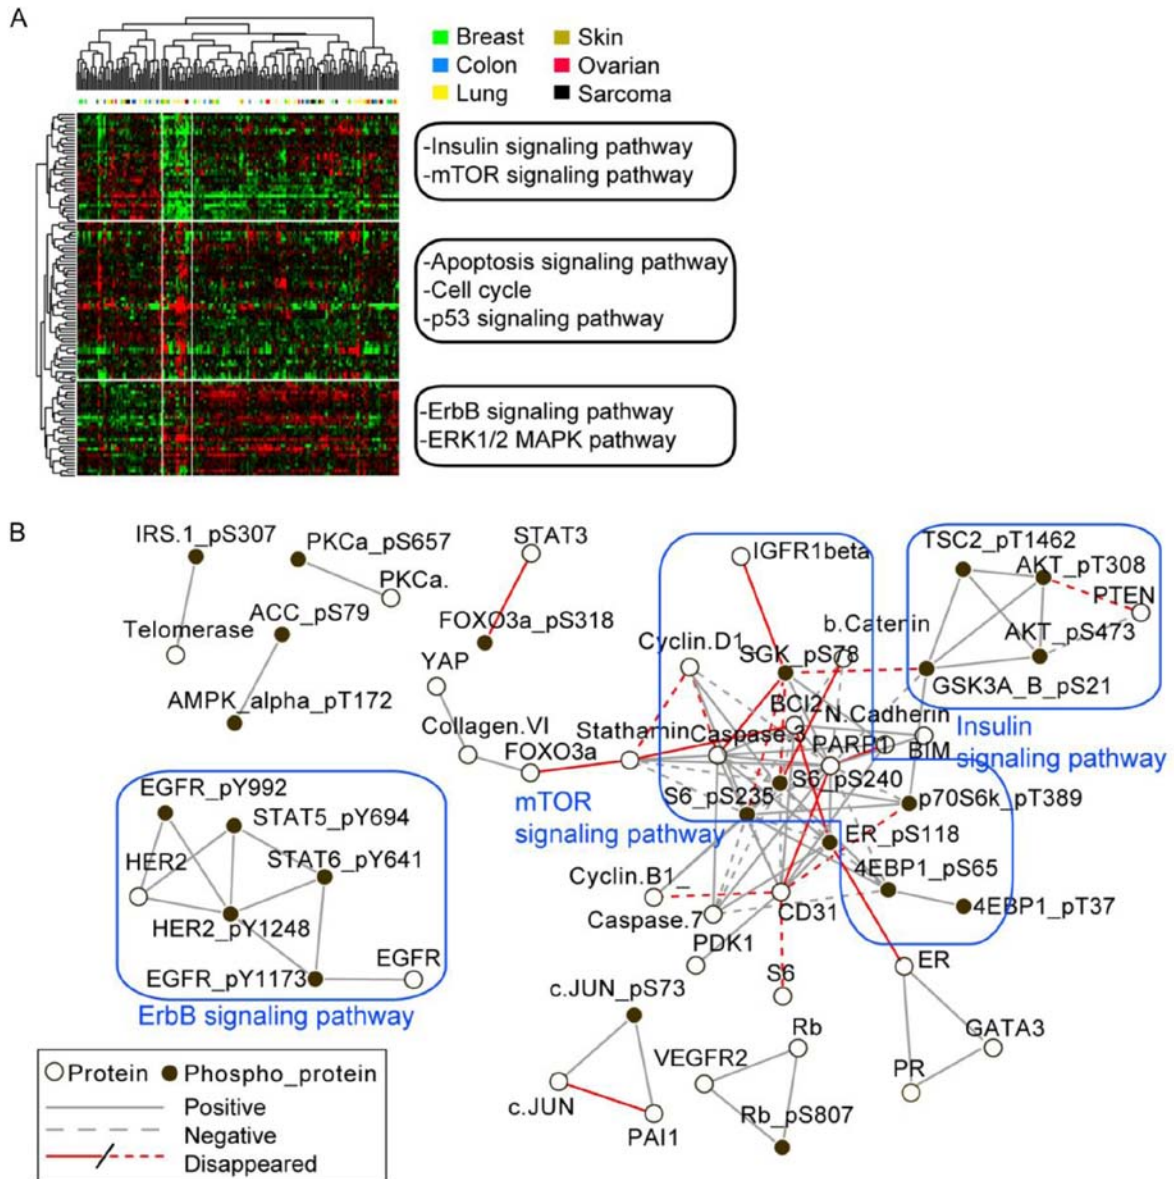 A
Breast
Skin
Colon
Ovarian
Lung
Sarcoma
-Insulin signaling pathway
-mTOR signaling pathway
-Apoptosis signaling pathway
-Cell cycle
-p53 signaling pathway
-ErbB signaling pathway
-ERK1/2 MAPK pathway
B
IRS.1_pS307
PKCa_pS657
STAT3
IGFR1beta
TSC2_pT1462
AKT_pT308
PKCa.
PTEN
ACC_pS79
FOXO3a_pS318
Telomerase
Cyclin.D1
b.Catenin
AKT_pS473
YAP
SGK_pS78
GSK3A_B_pS21
AMPK_alpha_pT172
BCl2
N.Cadherin
Collagen.VI
Stathamin
Caspase.3
PARP1
BIM
Insulin
signaling pathway
FOXO3a
EGFR_pY992
mTOR
signaling pathway
S6_pS240
S6_pS235
p70S6k_pT389
STAT5_pY694
ER_pS118
HER2
STAT6_pY641
4EBP1_pS65
Cyclin.B1_
Caspase.7
CD31
4EBP1_pT37
HER2_pY1248
PDK1
EGFR
EGFR_pY1173
S6
ER
ErbB signaling pathway
c.JUN_pS73
Rb
GATA3
VEGFR2
PR
c.JUN
PAI1
Rb_pS807
Protein
Phospho_protein
Positive
Negative
Disappeared